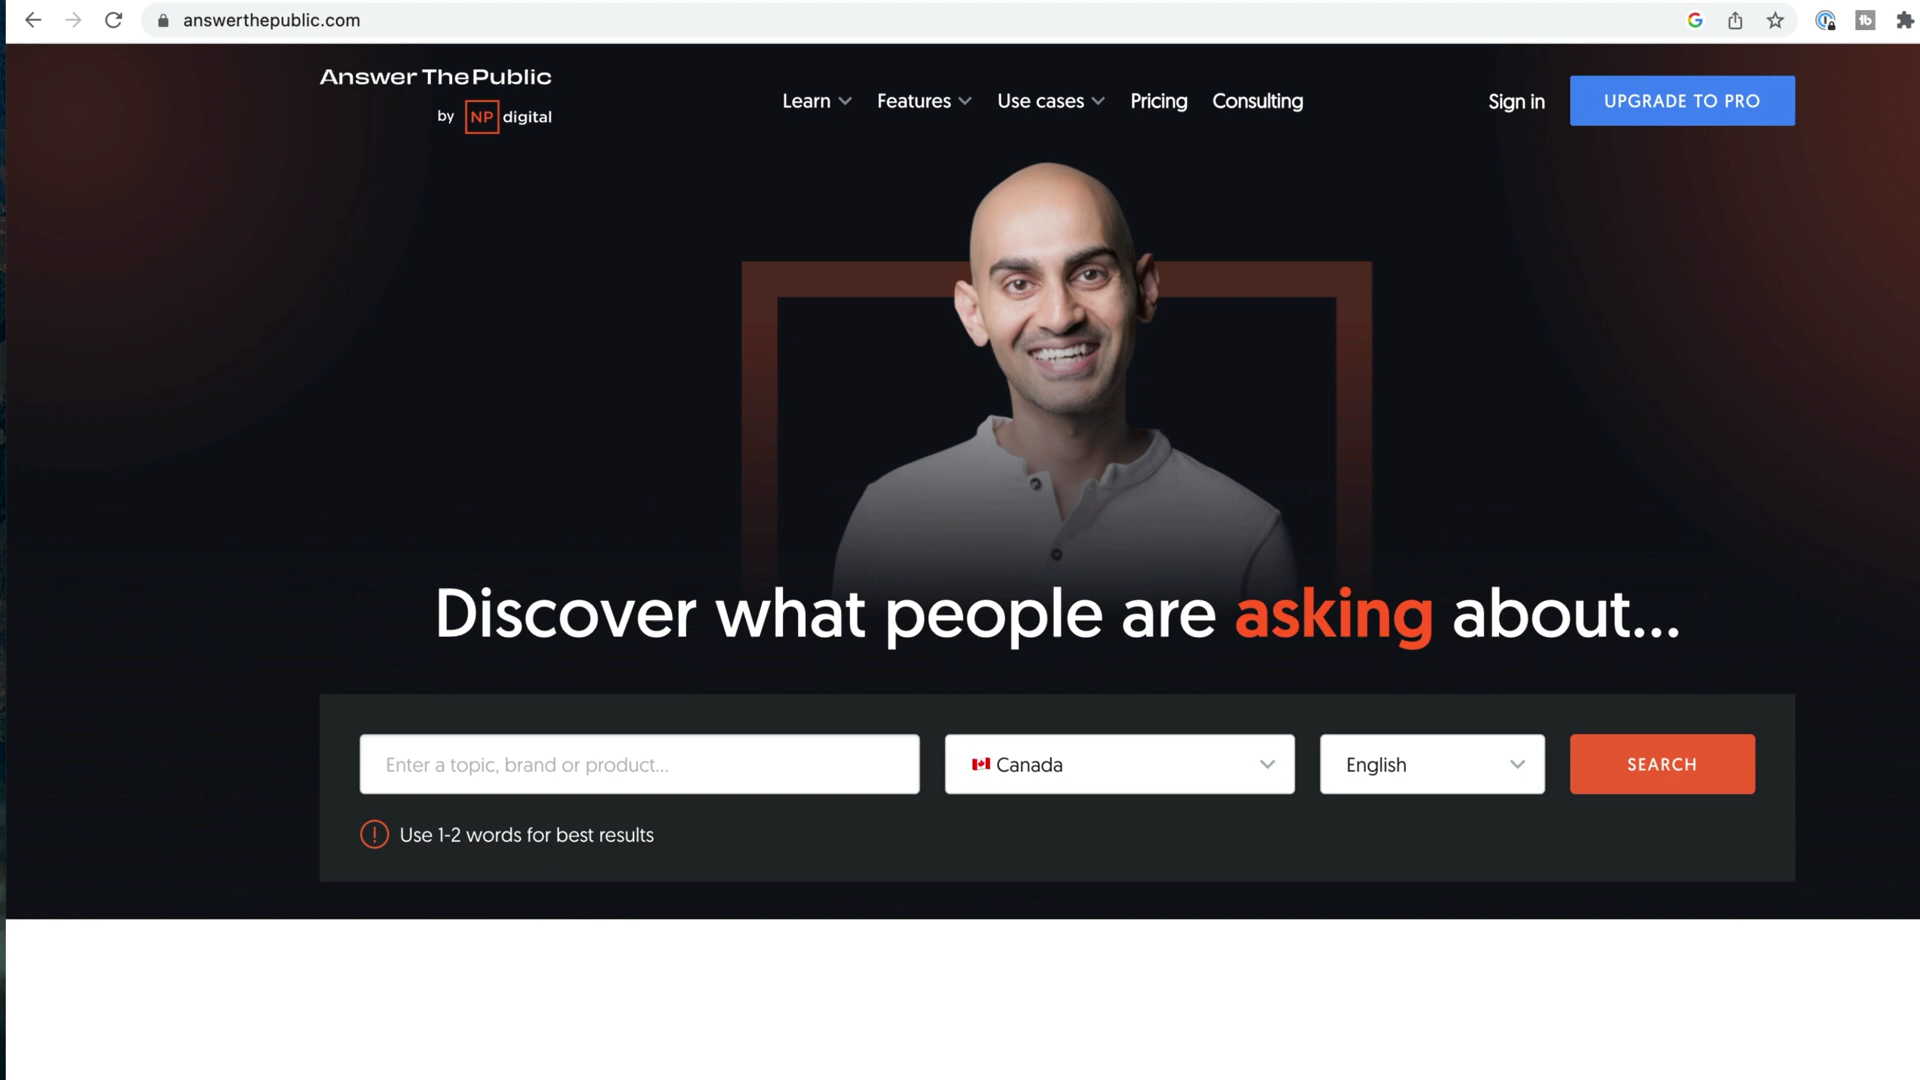 answerthepublic.com
Answer The Public
by NP digital
Learn Features Use cases Pricing Consulting
Sign in UPGRADE TO PRO
Discover what people are asking about...
Enter a topic, brand or product... Canada English SEARCH
Use 1-2 words for best results